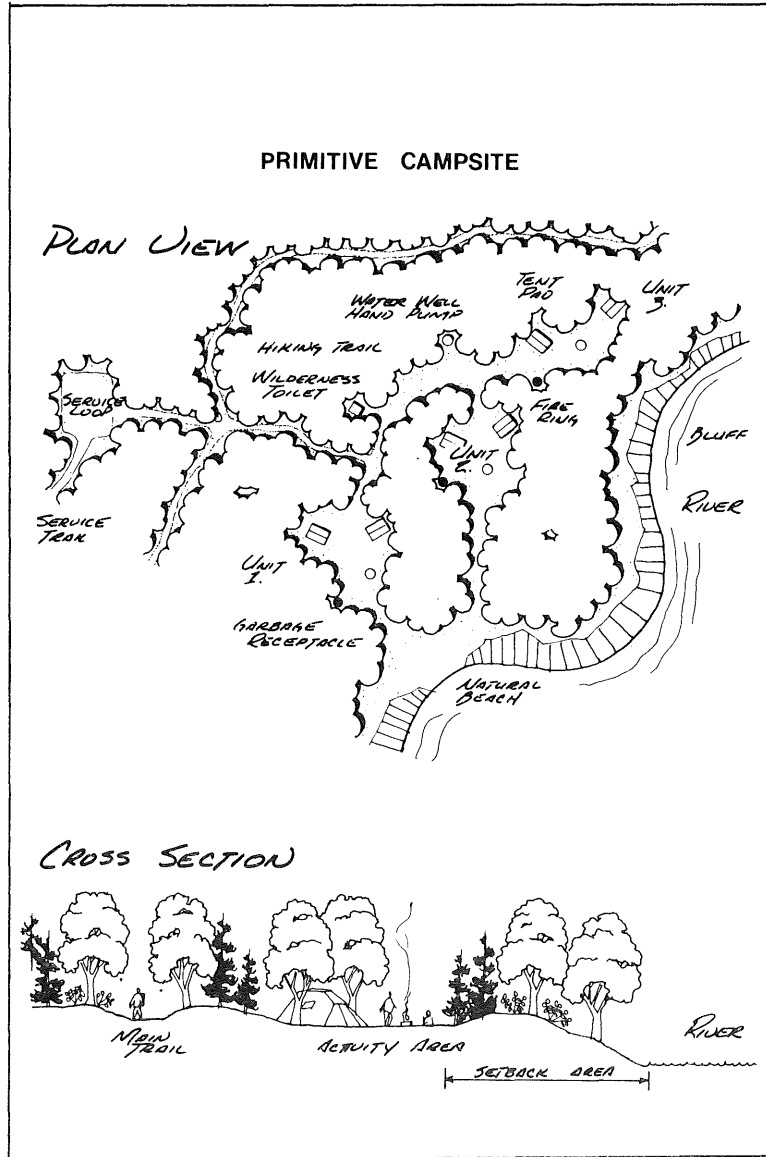 PRIMITIVE CAMPSITE
PLAN VIEW
TENT
PAD
UNIT
3.
WATER WELL
HAND PUMP
HIKING TRAIL
WILDERNESS
TOILET
SERVICE
LOOP
FIRE
RING
UNIT
2.
BLUFF
RIVER
SERVICE
TRAIL
UNIT
1.
GARBAGE
RECEPTACLE
NATURAL
BEACH
CROSS SECTION
MAIN
TRAIL
ACTIVITY AREA
RIVER
SETBACK AREA